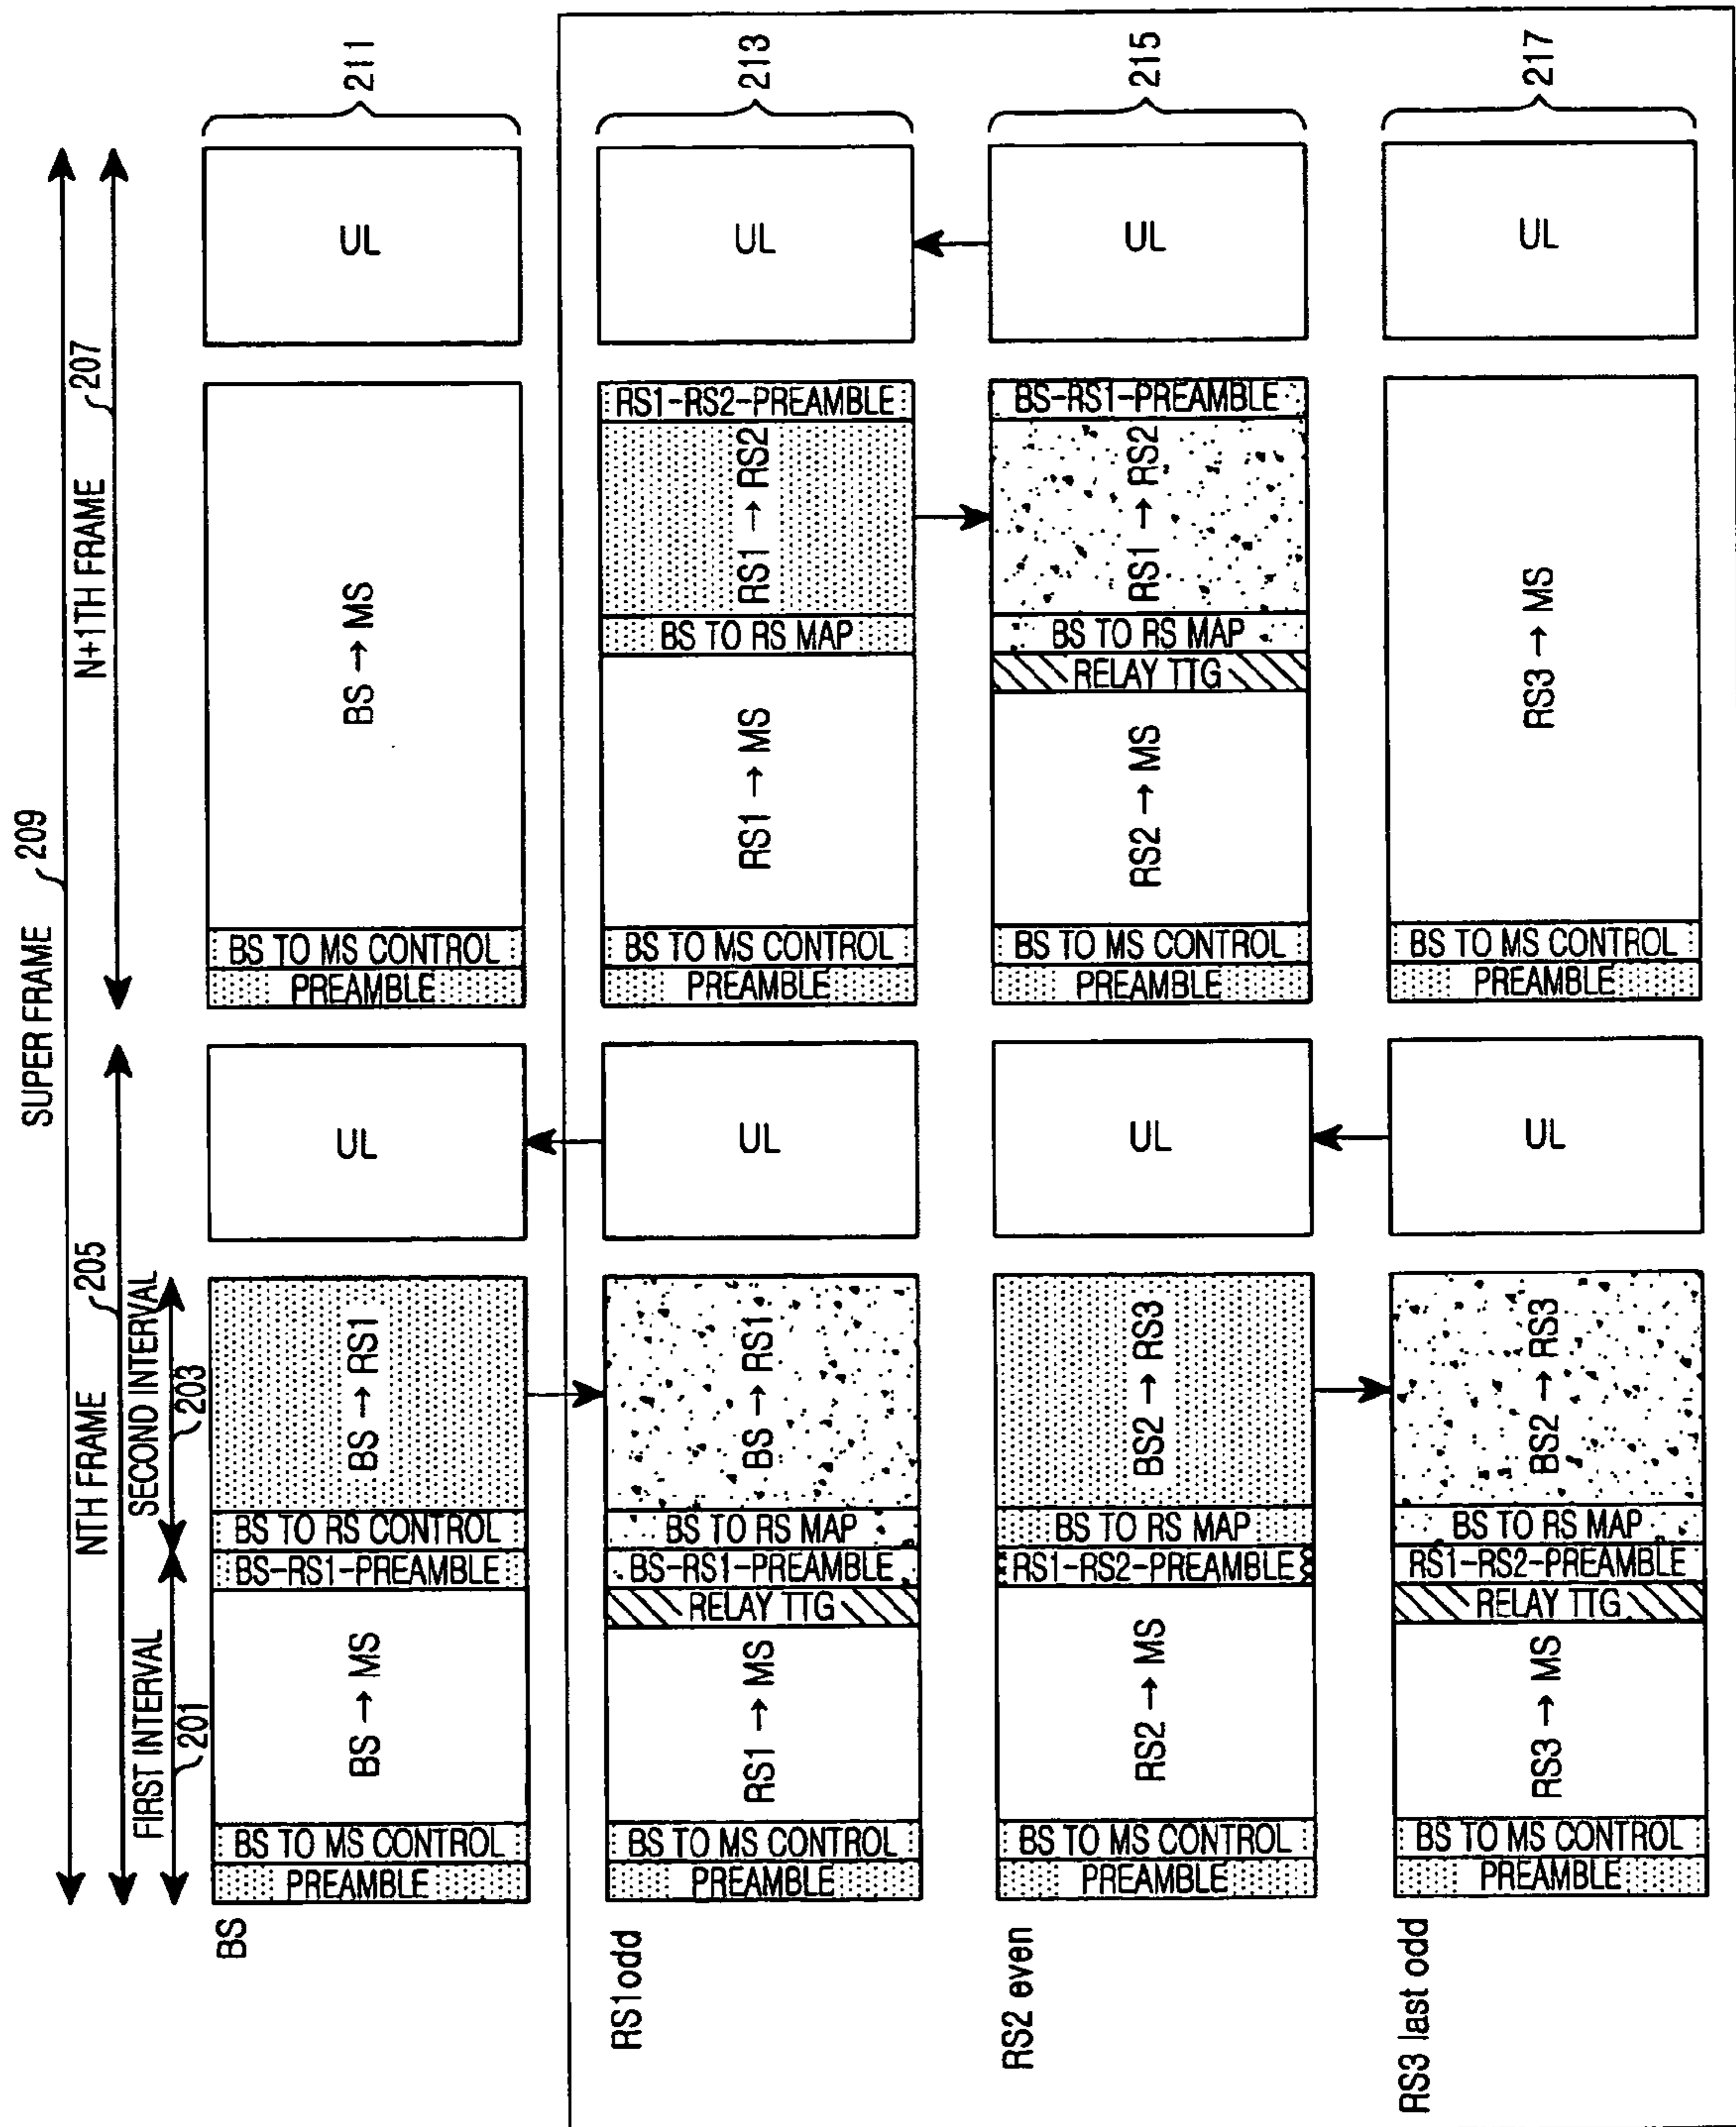 SUPER FRAME 209
NTH FRAME 205
N+1TH FRAME 207
FIRST INTERVAL 201
SECOND INTERVAL 203
BS
PREAMBLE
BS TO MS CONTROL
BS → MS
BS-RS1-PREAMBLE
BS TO RS CONTROL
BS → RS1
UL
PREAMBLE
BS TO MS CONTROL
BS → MS
UL
211
RS1odd
PREAMBLE
BS TO MS CONTROL
RS1 → MS
RELAY TTG
BS-RS1-PREAMBLE
BS TO RS MAP
BS → RS1
UL
PREAMBLE
BS TO MS CONTROL
RS1 → MS
BS TO RS MAP
RS1 → RS2
RS1-RS2-PREAMBLE
UL
213
RS2 even
PREAMBLE
BS TO MS CONTROL
RS2 → MS
RS1-RS2-PREAMBLE
BS TO RS MAP
BS2 → RS3
UL
PREAMBLE
BS TO MS CONTROL
RS2 → MS
RELAY TTG
BS TO RS MAP
RS1 → RS2
BS-RS1-PREAMBLE
UL
215
RS3 last odd
PREAMBLE
BS TO MS CONTROL
RS3 → MS
RELAY TTG
RS1-RS2-PREAMBLE
BS TO RS MAP
BS2 → RS3
UL
PREAMBLE
BS TO MS CONTROL
RS3 → MS
UL
217